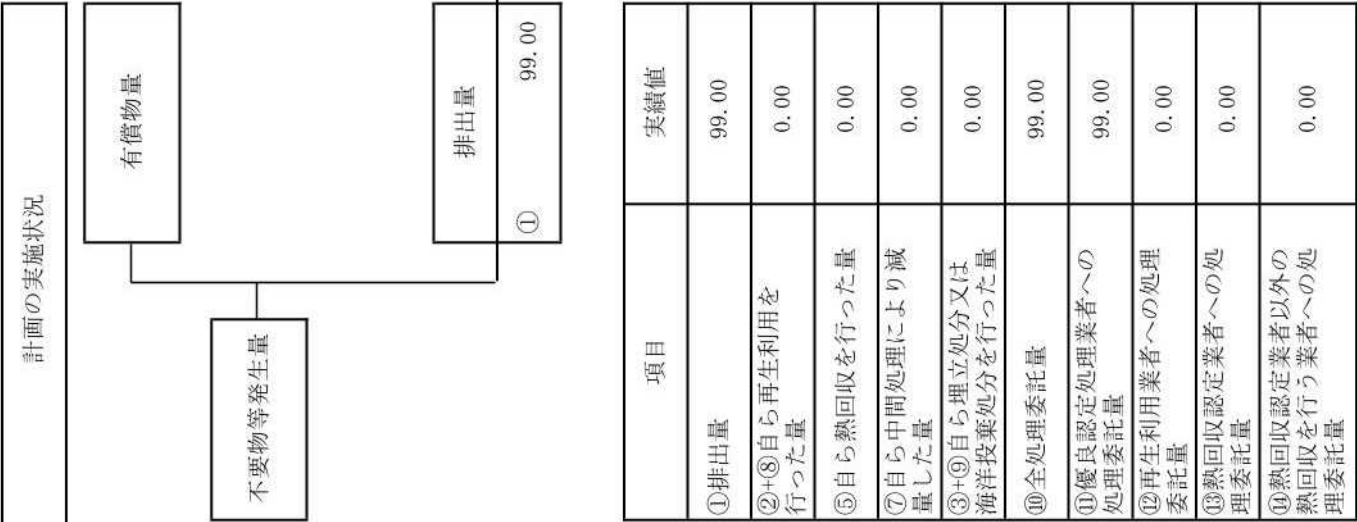 計画の実施状況
有償物量
不要物等発生量
排出量
①
99.00
項目
実績値
①排出量
99.00
②+⑧自ら再生利用を
行った量
0.00
⑤自ら熱回収を行った量
0.00
⑦自ら中間処理により減
量した量
0.00
③+⑨自ら埋立処分又は
海洋投棄処分を行った量
0.00
⑩全処理委託量
99.00
⑪優良認定処理業者への
処理委託量
99.00
⑫再生利用業者への処理
委託量
0.00
⑬熱回収認定業者への処
理委託量
0.00
⑭熱回収認定業者以外の
熱回収を行う業者への処
理委託量
0.00